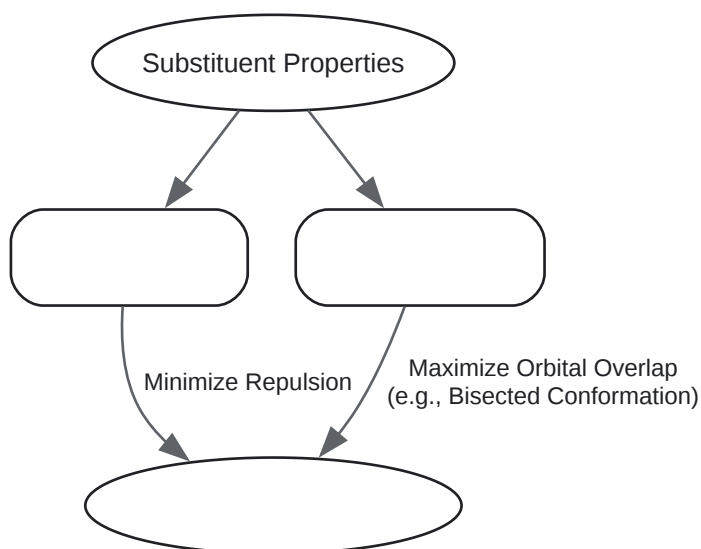 Substituent Properties
Minimize Repulsion
Maximize Orbital Overlap
(e.g., Bisected Conformation)